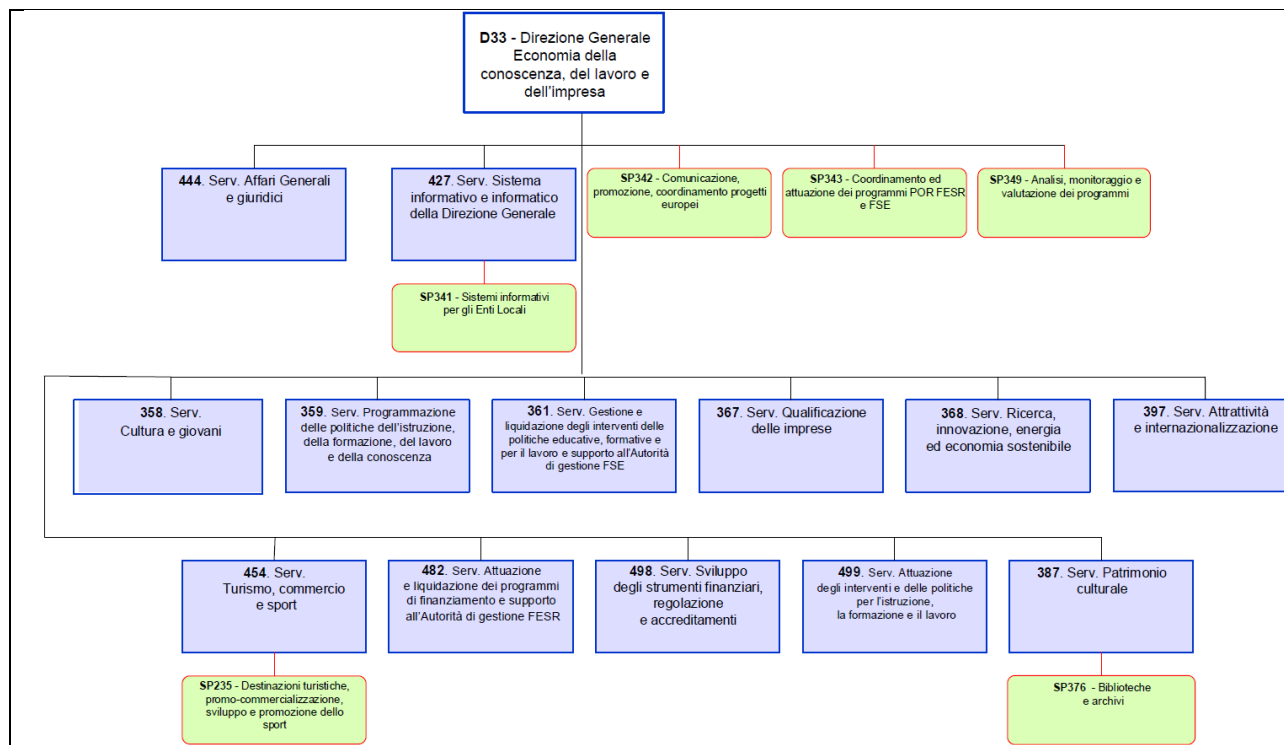 D33 - Direzione Generale
Economia della
conoscenza, del lavoro e
dell'impresa
444. Serv. Affari Generali
e giuridici
427. Serv. Sistema
informativo e informatico
della Direzione Generale
SP342 - Comunicazione,
promozione, coordinamento progetti
europei
SP343 - Coordinamento ed
attuazione dei programmi POR FESR
e FSE
SP349 - Analisi, monitoraggio e
valutazione dei programmi
SP341 - Sistemi informativi
per gli Enti Locali
358. Serv.
Cultura e giovani
359. Serv. Programmazione
delle politiche dell'istruzione,
della formazione, del lavoro
e della conoscenza
361. Serv. Gestione e
liquidazione degli interventi delle
politiche educative, formative e
per il lavoro e supporto all'Autorità
di gestione FSE
367. Serv. Qualificazione
delle imprese
368. Serv. Ricerca,
innovazione, energia
ed economia sostenibile
397. Serv. Attrattività
e internazionalizzazione
454. Serv.
Turismo, commercio
e sport
482. Serv. Attuazione
e liquidazione dei programmi
di finanziamento e supporto
all'Autorità di gestione FESR
498. Serv. Sviluppo
degli strumenti finanziari,
regolazione
e accreditamenti
499. Serv. Attuazione
degli interventi e delle politiche
per l'istruzione,
la formazione e il lavoro
387. Serv. Patrimonio
culturale
SP235 - Destinazioni turistiche,
promo-commercializzazione,
sviluppo e promozione dello
sport
SP376 - Biblioteche
e archivi